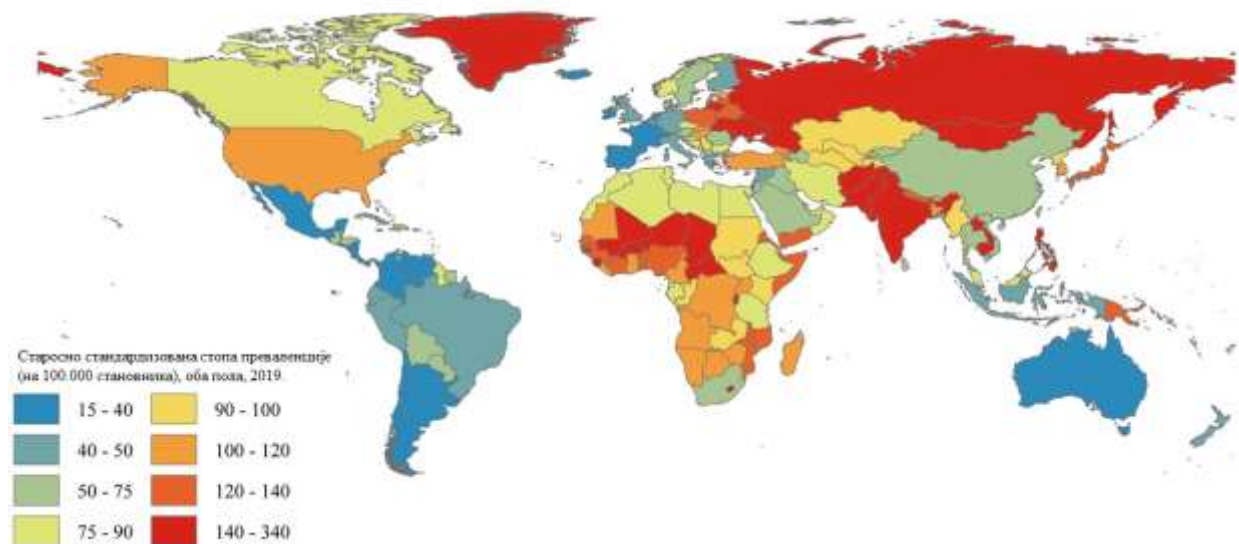 Старосно стандардизована стопа преваленције
(на 100.000 становника), оба пола, 2019.
15 - 40
40 - 50
50 - 75
75 - 90
90 - 100
100 - 120
120 - 140
140 - 340